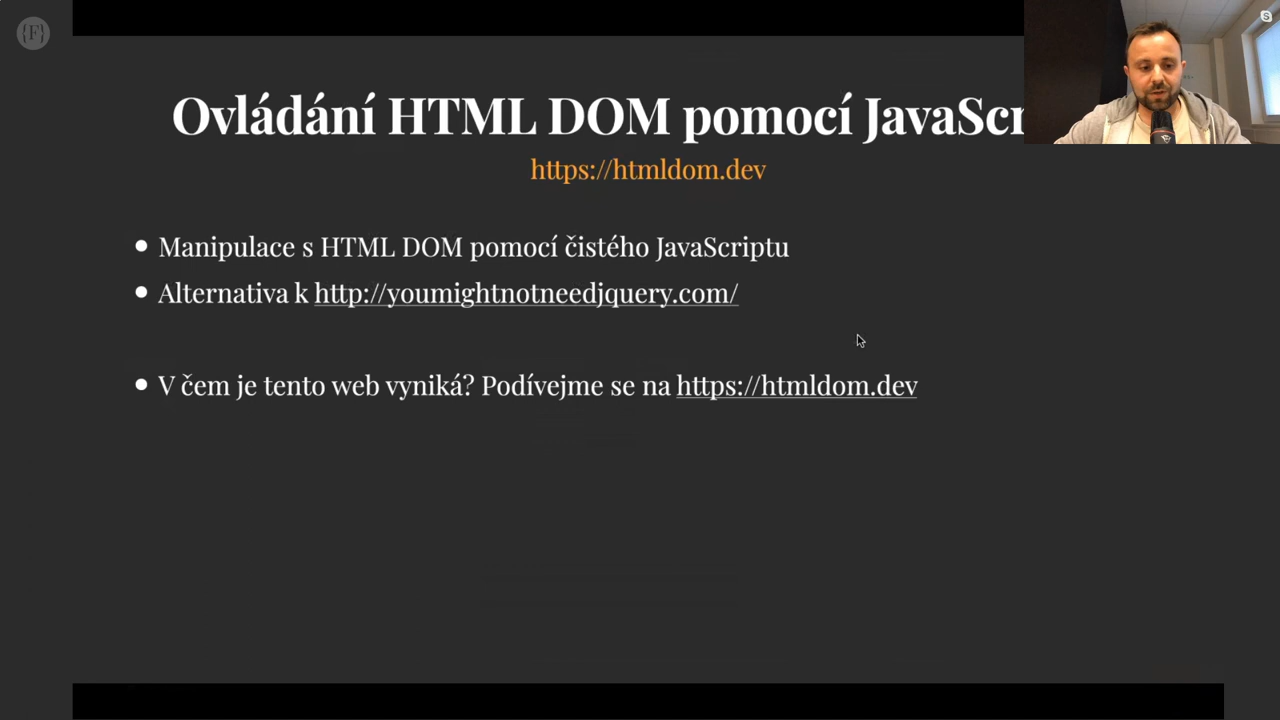 {F}
Ovládání HTML DOM pomocí JavaScr
https://htmldom.dev
Manipulace s HTML DOM pomocí čistého JavaScriptu
Alternativa k http://youmightnotneedjquery.com/
V čem je tento web vyniká? Podívejme se na https://htmldom.dev